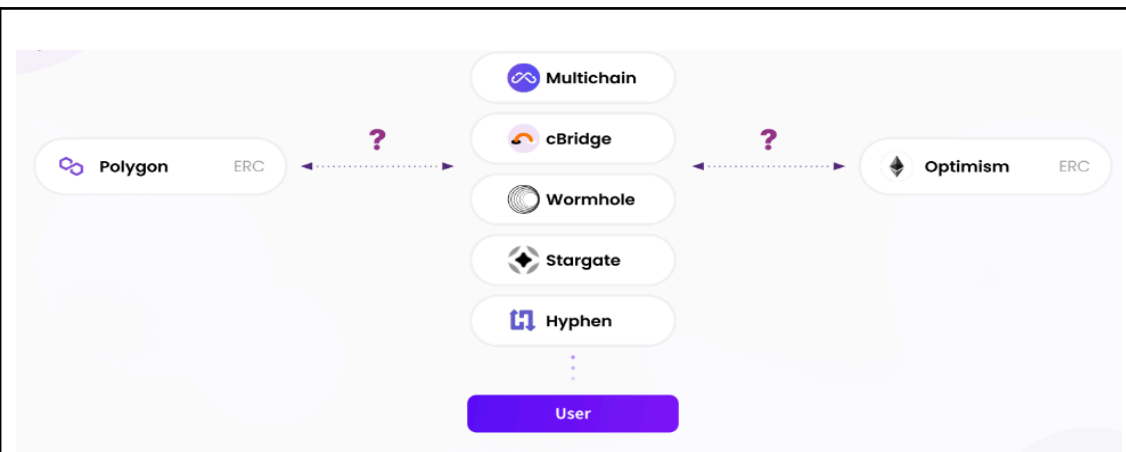 Multichain
? cBridge ?
Polygon ERC Optimism ERC
Wormhole
Stargate
Hyphen
User